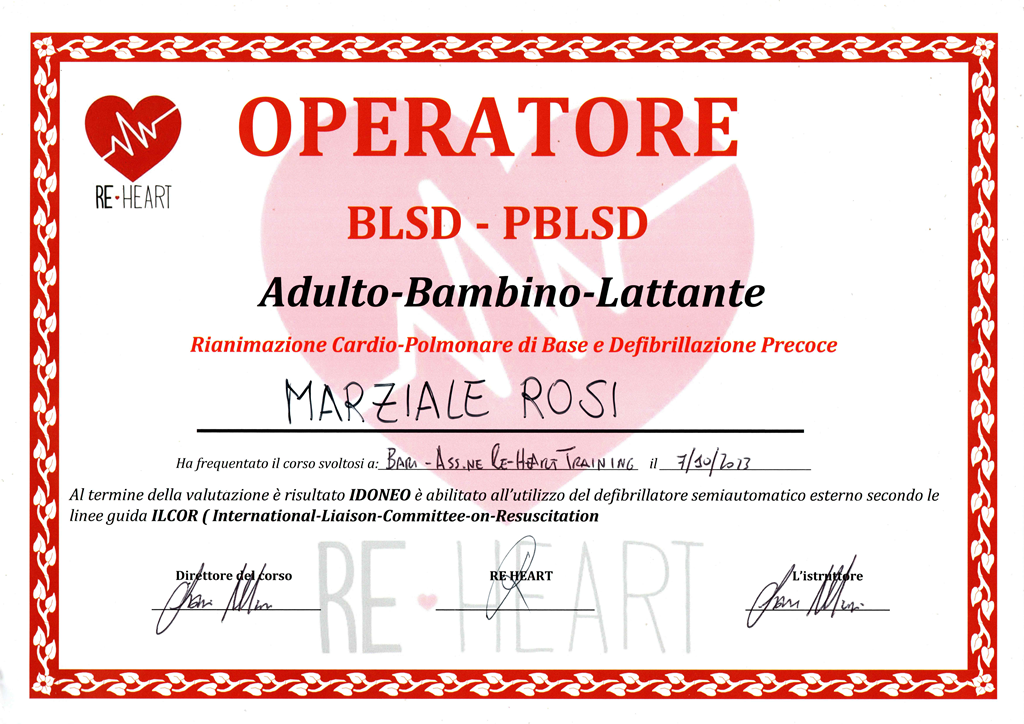 OPERATORE
RE HEART
BLSD - PBLSD
Adulto-Bambino-Lattante
Rianimazione Cardio-Polmonare di Base e Defibrillazione Precoce
MARZIALE ROSI
Ha frequentato il corso svoltosi a: BARI - ASS.NE RE-HEART TRAINING il 7/10/2023
Al termine della valutazione è risultato IDONEO è abilitato all'utilizzo del defibrillatore semiautomatico esterno secondo le
linee guida ILCOR ( International-Liaison-Committee-on-Resuscitation
Direttore del corso RE HEART L'istruttore
RE HEART